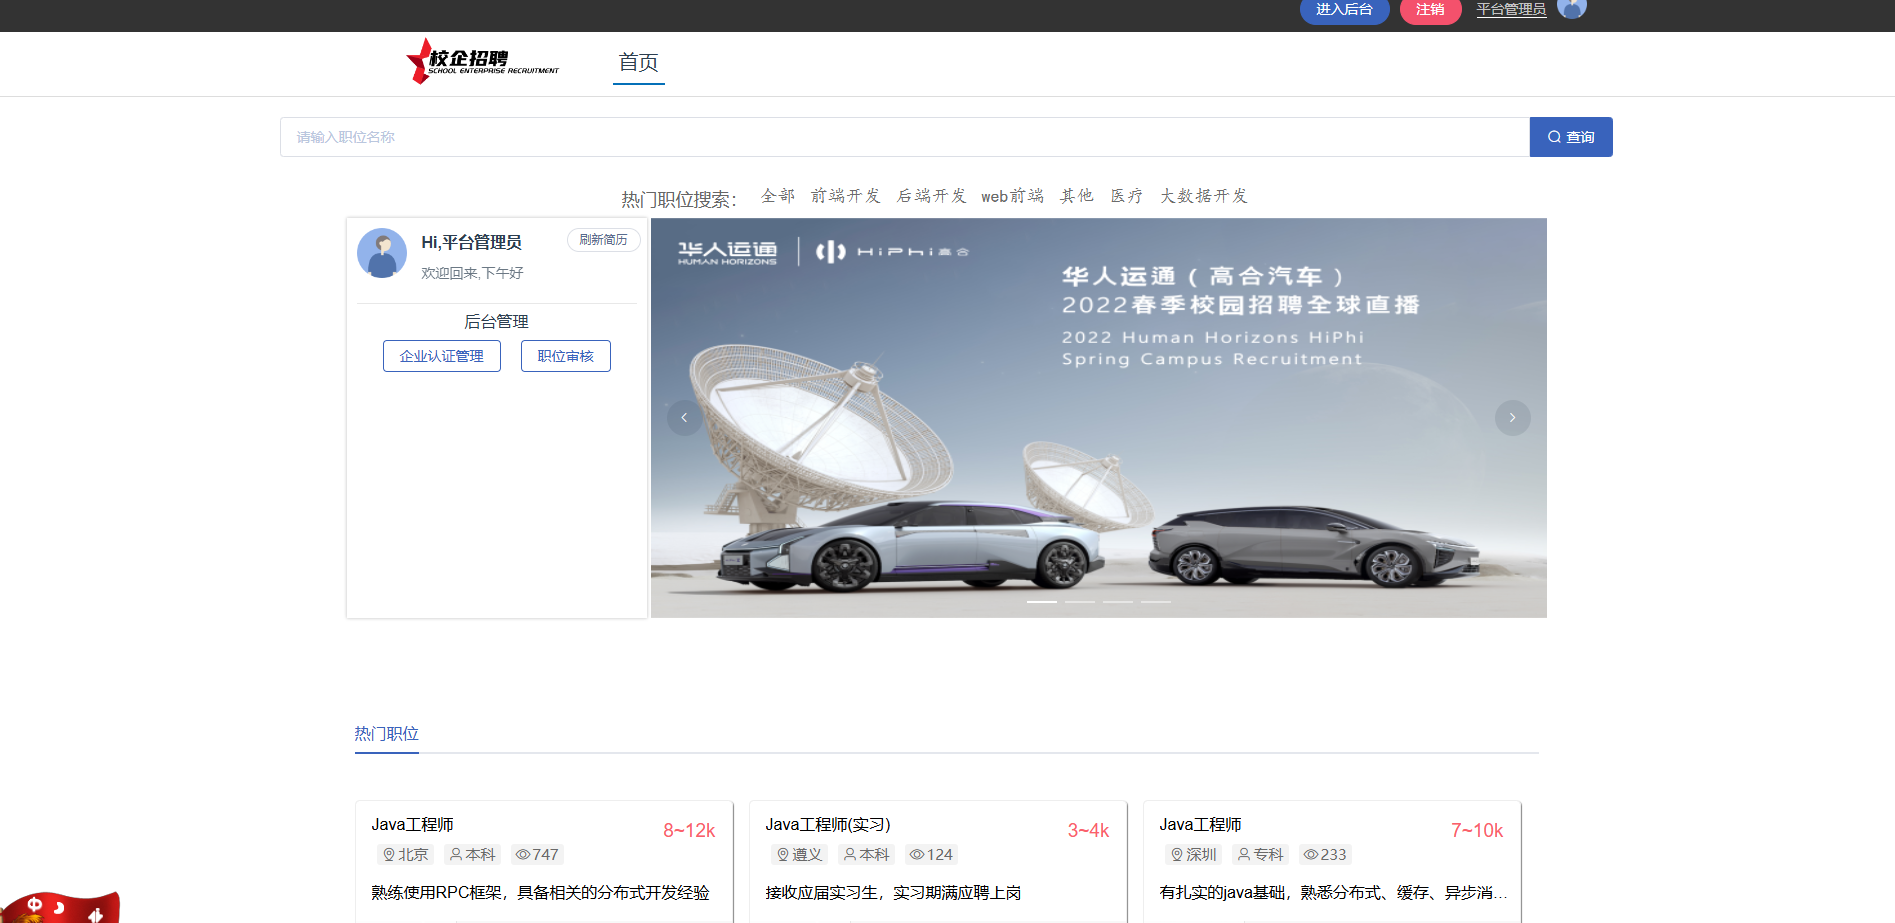 进入后台 注销 平台管理员
校企招聘
SCHOOL ENTERPRISE RECRUITMENT
首页
请输入职位名称
查询
热门职位搜索： 全部 前端开发 后端开发 web前端 其他 医疗 大数据开发
Hi,平台管理员
刷新简历
欢迎回来,下午好
后台管理
企业认证管理 职位审核
华人运通
HUMAN HORIZONS
HiPhi 高合
华人运通（高合汽车）
2022春季校园招聘全球直播
2022 Human Horizons HiPhi
Spring Campus Recruitment
热门职位
Java工程师
8~12k
北京 本科 747
熟练使用RPC框架，具备相关的分布式开发经验
Java工程师(实习)
3~4k
遵义 本科 124
接收应届实习生，实习期满应聘上岗
Java工程师
7~10k
深圳 专科 233
有扎实的java基础，熟悉分布式、缓存、异步消...